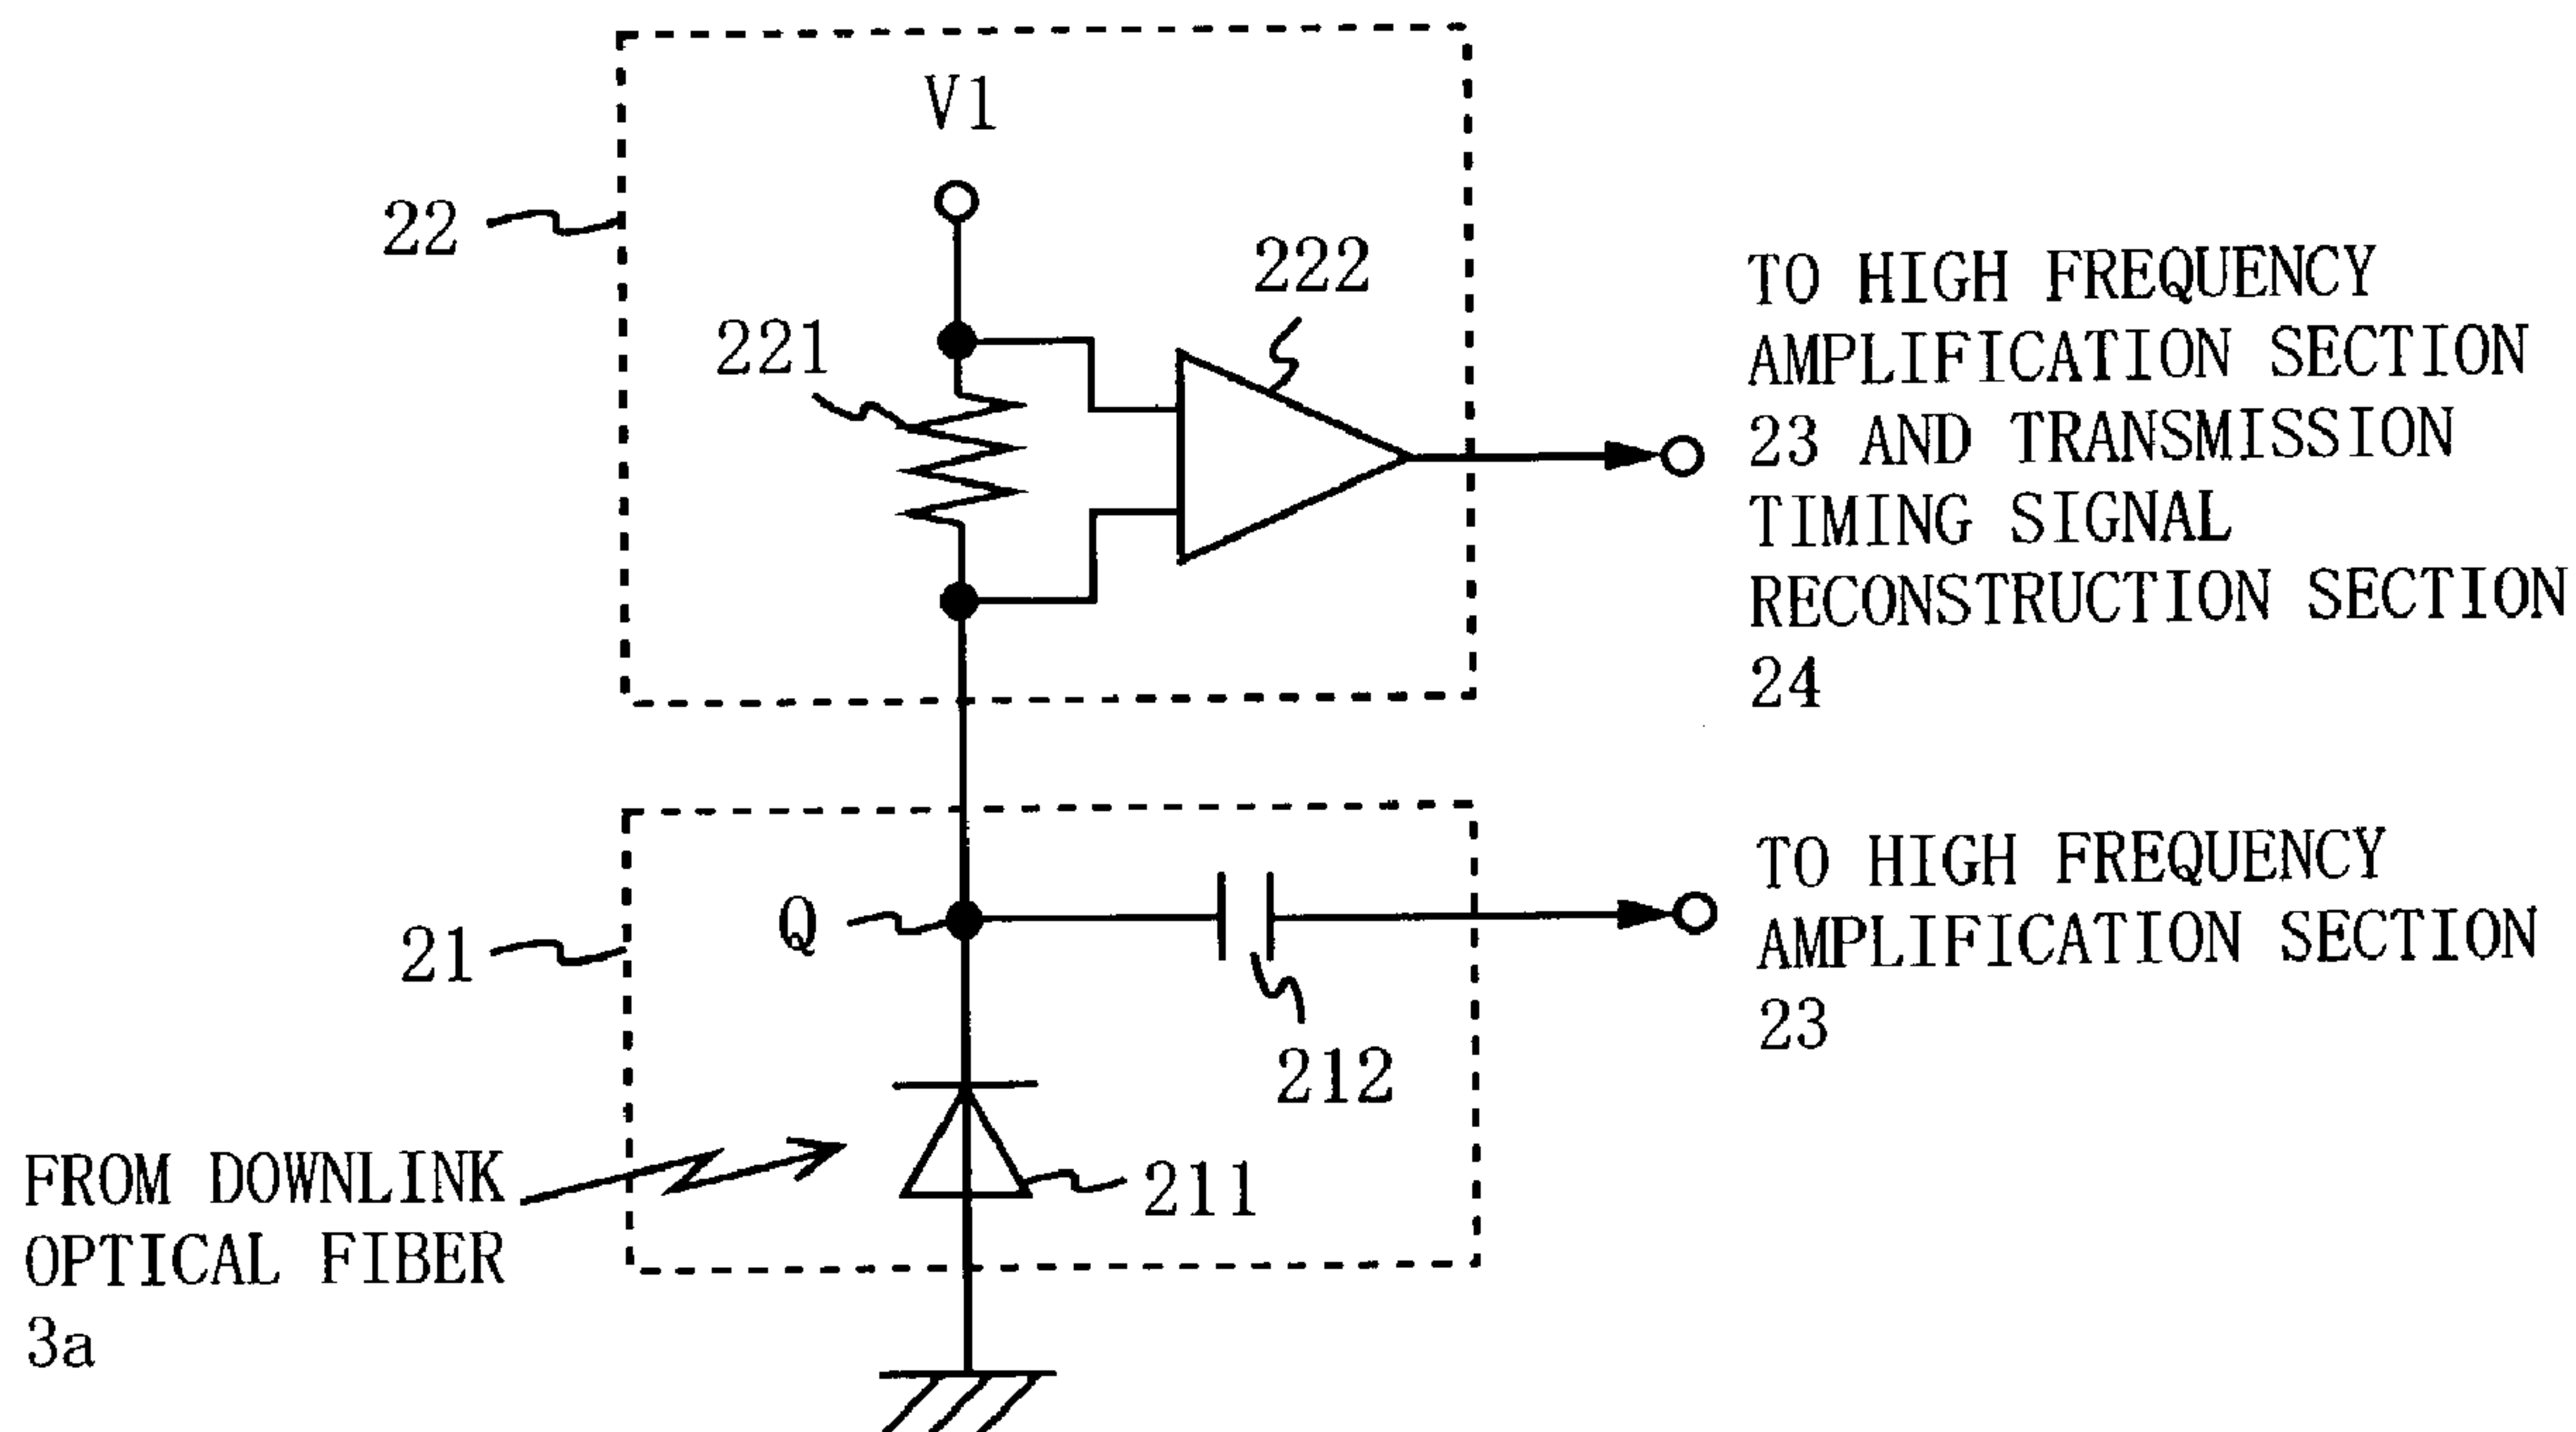 V1
22
222
221
TO HIGH FREQUENCY
AMPLIFICATION SECTION
23 AND TRANSMISSION
TIMING SIGNAL
RECONSTRUCTION SECTION
24
Q
21
212
TO HIGH FREQUENCY
AMPLIFICATION SECTION
23
FROM DOWNLINK
OPTICAL FIBER
3a
211